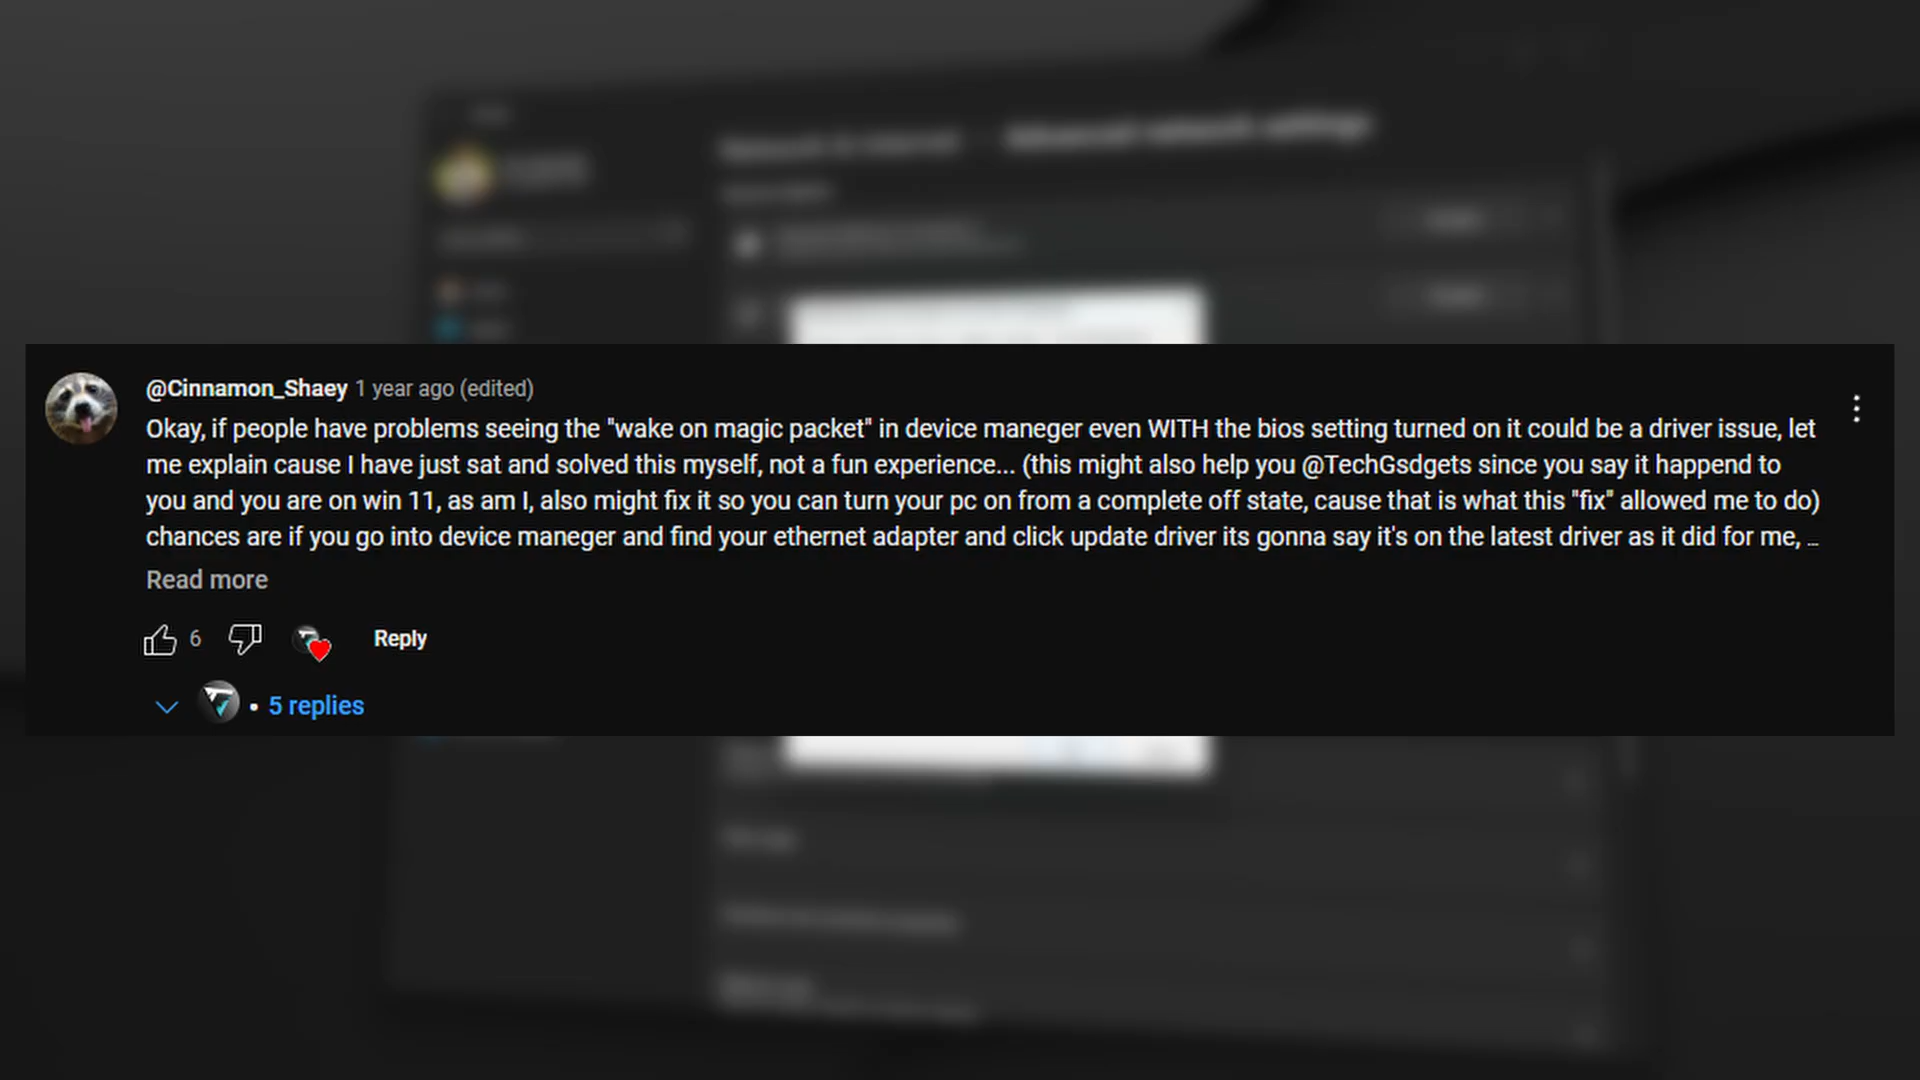 Advanced network settings
@Cinnamon_Shaey 1 year ago (edited)
Okay, if people have problems seeing the "wake on magic packet" in device maneger even WITH the bios setting turned on it could be a driver issue, let
me explain cause I have just sat and solved this myself, not a fun experience... (this might also help you @TechGsdgets since you say it happend to
you and you are on win 11, as am I, also might fix it so you can turn your pc on from a complete off state, cause that is what this "fix" allowed me to do)
chances are if you go into device maneger and find your ethernet adapter and click update driver its gonna say it's on the latest driver as it did for me, ...
Read more
6
Reply
• 5 replies